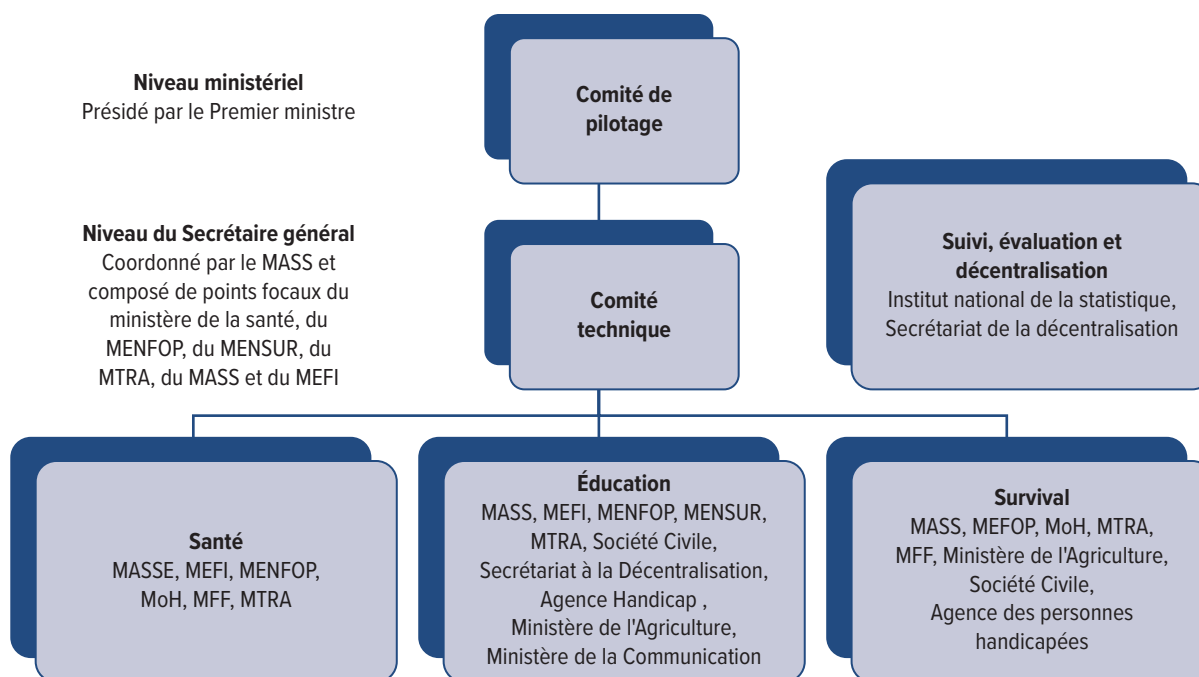 Niveau ministériel
Présidé par le Premier ministre
Comité de
pilotage
Niveau du Secrétaire général
Coordonné par le MASS et
composé de points focaux du
ministère de la santé, du
MENFOP, du MENSUR, du
MTRA, du MASS et du MEFI
Comité
technique
Suivi, évaluation et
décentralisation
Institut national de la statistique,
Secrétariat de la décentralisation
Santé
MASSE, MEFI, MENFOP,
MoH, MFF, MTRA
Éducation
MASS, MEFI, MENFOP, MENSUR,
MTRA, Société Civile,
Secrétariat à la Décentralisation,
Agence Handicap ,
Ministère de l'Agriculture,
Ministère de la Communication
Survival
MASS, MEFOP, MoH, MTRA,
MFF, Ministère de l'Agriculture,
Société Civile,
Agence des personnes
handicapées